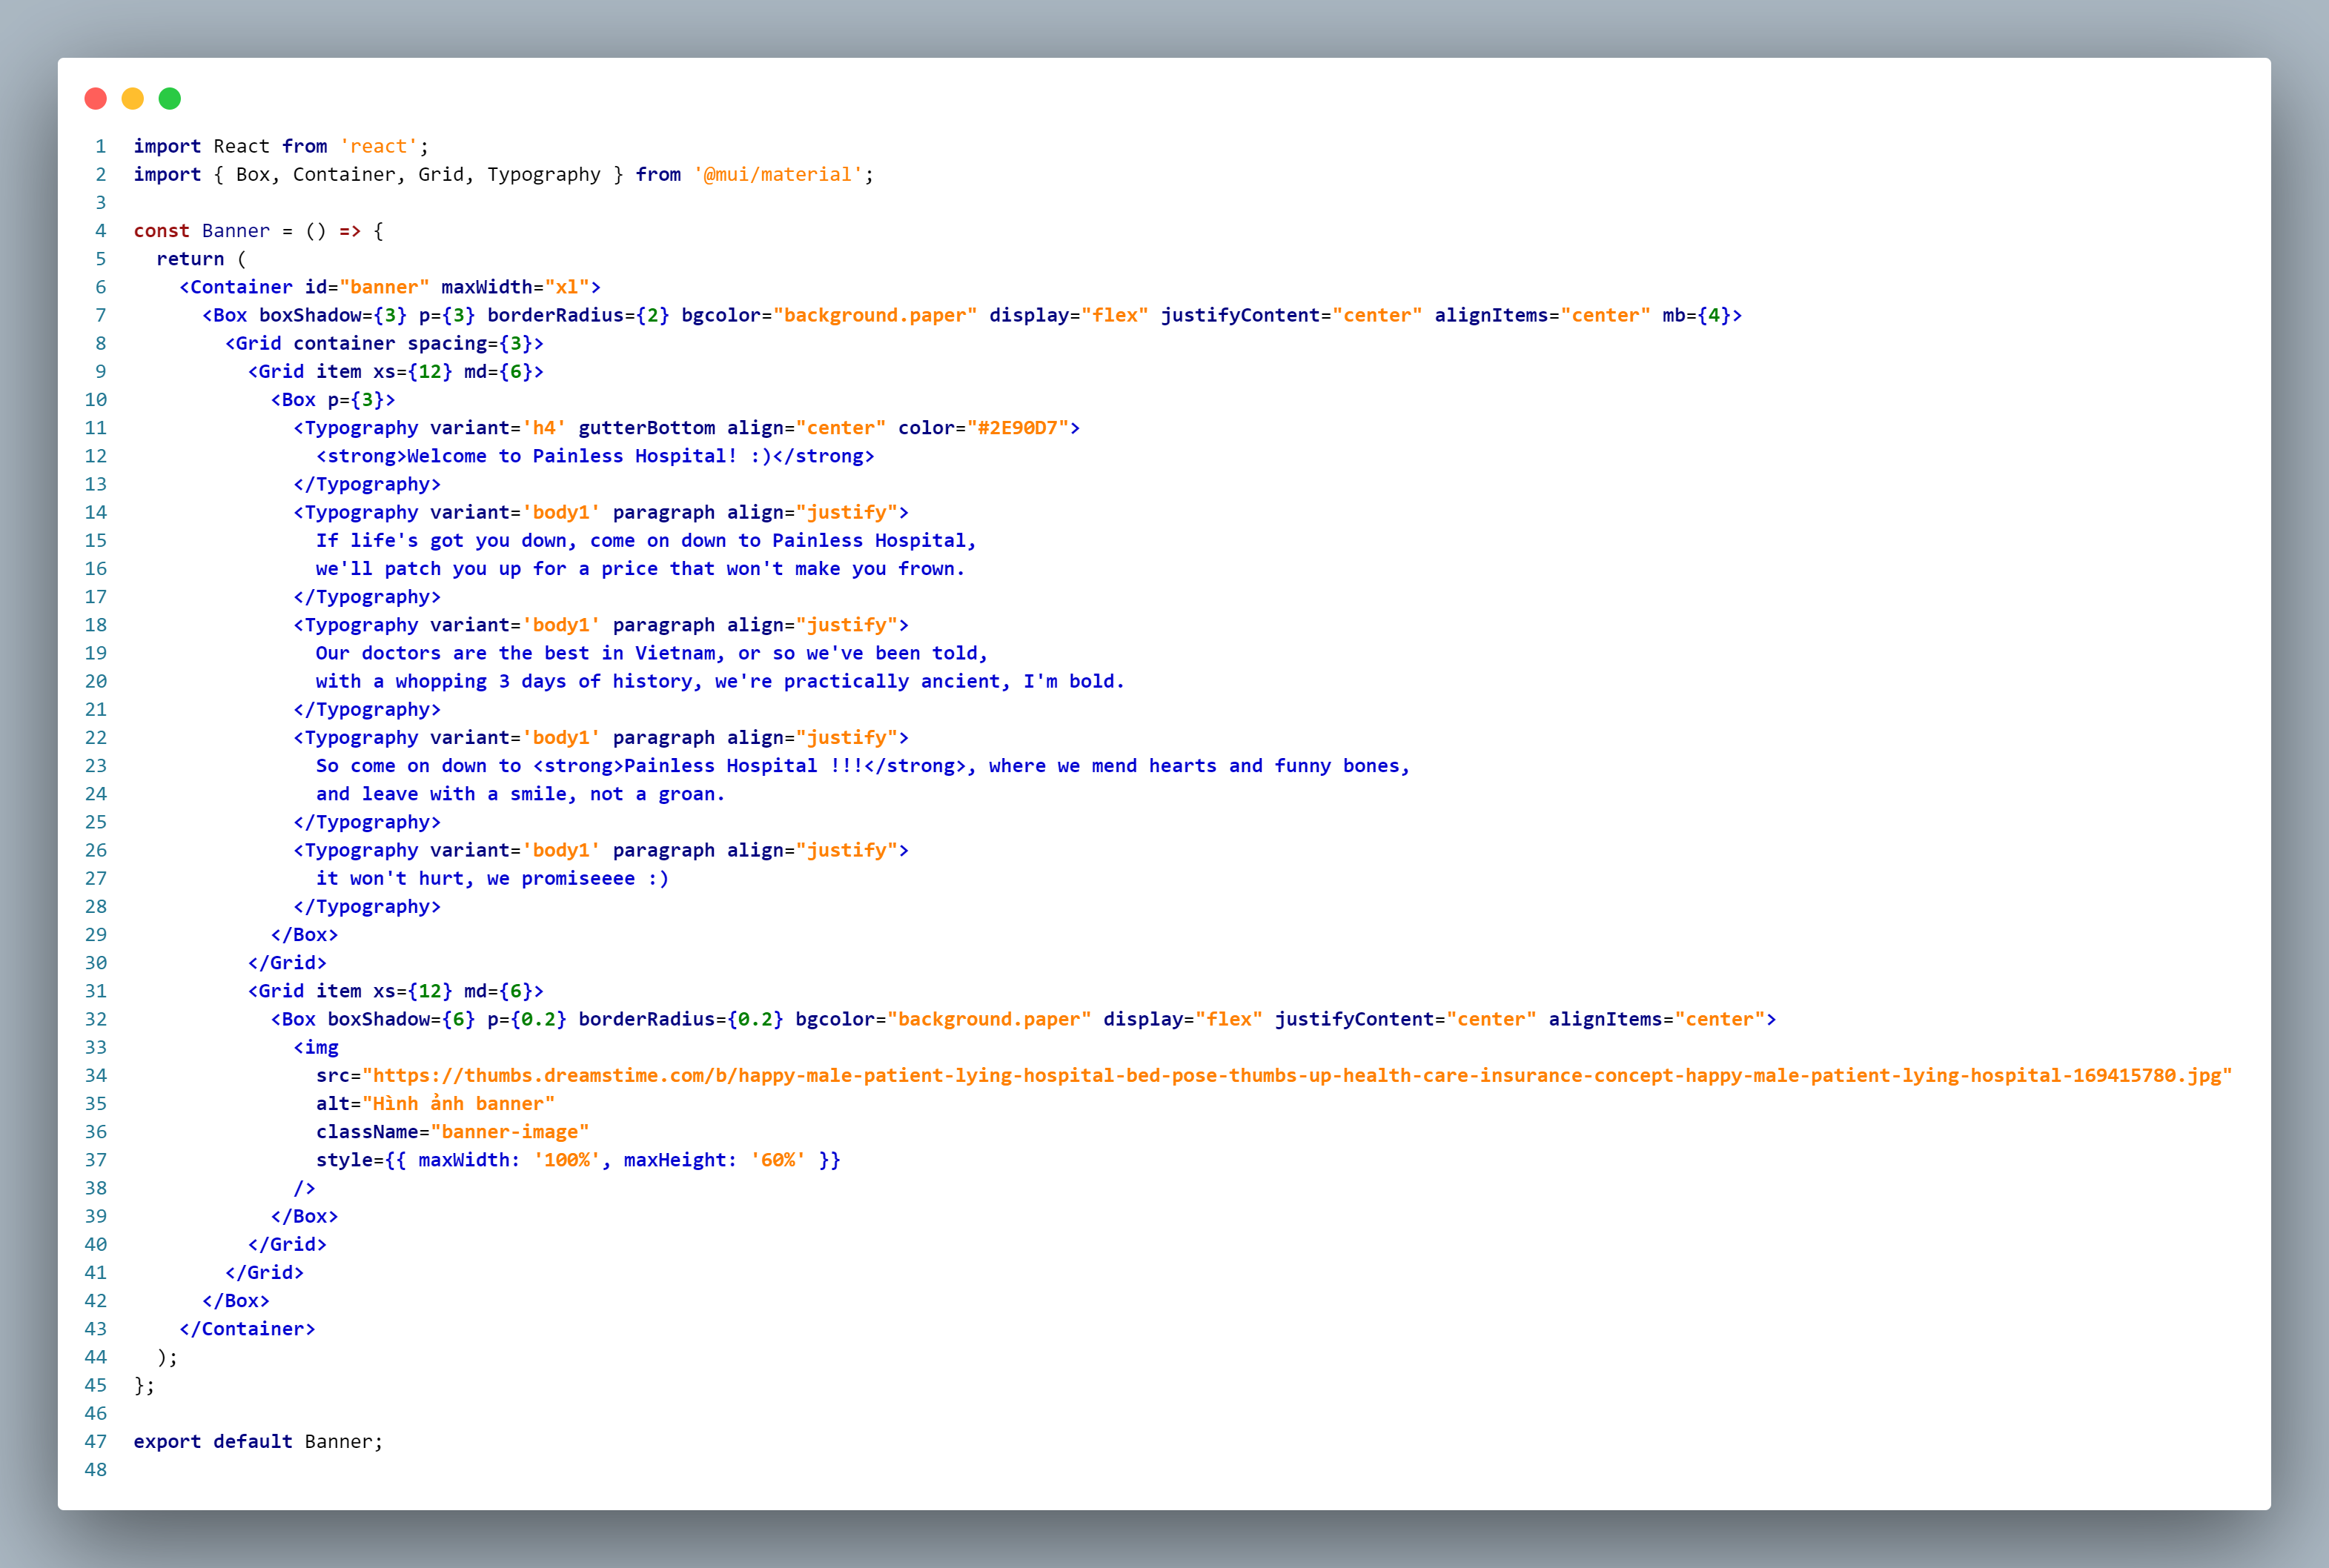 1 import React from 'react';
2 import { Box, Container, Grid, Typography } from '@mui/material';
3
4 const Banner = () => {
5   return (
6     <Container id="banner" maxWidth="xl">
7       <Box boxShadow={3} p={3} borderRadius={2} bgcolor="background.paper" display="flex" justifyContent="center" alignItems="center" mb={4}>
8         <Grid container spacing={3}>
9           <Grid item xs={12} md={6}>
10             <Box p={3}>
11               <Typography variant='h4' gutterBottom align="center" color="#2E90D7">
12                 <strong>Welcome to Painless Hospital! :)</strong>
13               </Typography>
14               <Typography variant='body1' paragraph align="justify">
15                 If life's got you down, come on down to Painless Hospital,
16                 we'll patch you up for a price that won't make you frown.
17               </Typography>
18               <Typography variant='body1' paragraph align="justify">
19                 Our doctors are the best in Vietnam, or so we've been told,
20                 with a whopping 3 days of history, we're practically ancient, I'm bold.
21               </Typography>
22               <Typography variant='body1' paragraph align="justify">
23                 So come on down to <strong>Painless Hospital !!!</strong>, where we mend hearts and funny bones,
24                 and leave with a smile, not a groan.
25               </Typography>
26               <Typography variant='body1' paragraph align="justify">
27                 it won't hurt, we promiseeee :)
28               </Typography>
29             </Box>
30           </Grid>
31           <Grid item xs={12} md={6}>
32             <Box boxShadow={6} p={0.2} borderRadius={0.2} bgcolor="background.paper" display="flex" justifyContent="center" alignItems="center">
33               <img
34                 src="https://thumbs.dreamstime.com/b/happy-male-patient-lying-hospital-bed-pose-thumbs-up-health-care-insurance-concept-happy-male-patient-lying-hospital-169415780.jpg"
35                 alt="Hình ảnh banner"
36                 className="banner-image"
37                 style={{ maxWidth: '100%', maxHeight: '60%' }}
38               />
39             </Box>
40           </Grid>
41         </Grid>
42       </Box>
43     </Container>
44   );
45 };
46
47 export default Banner;
48